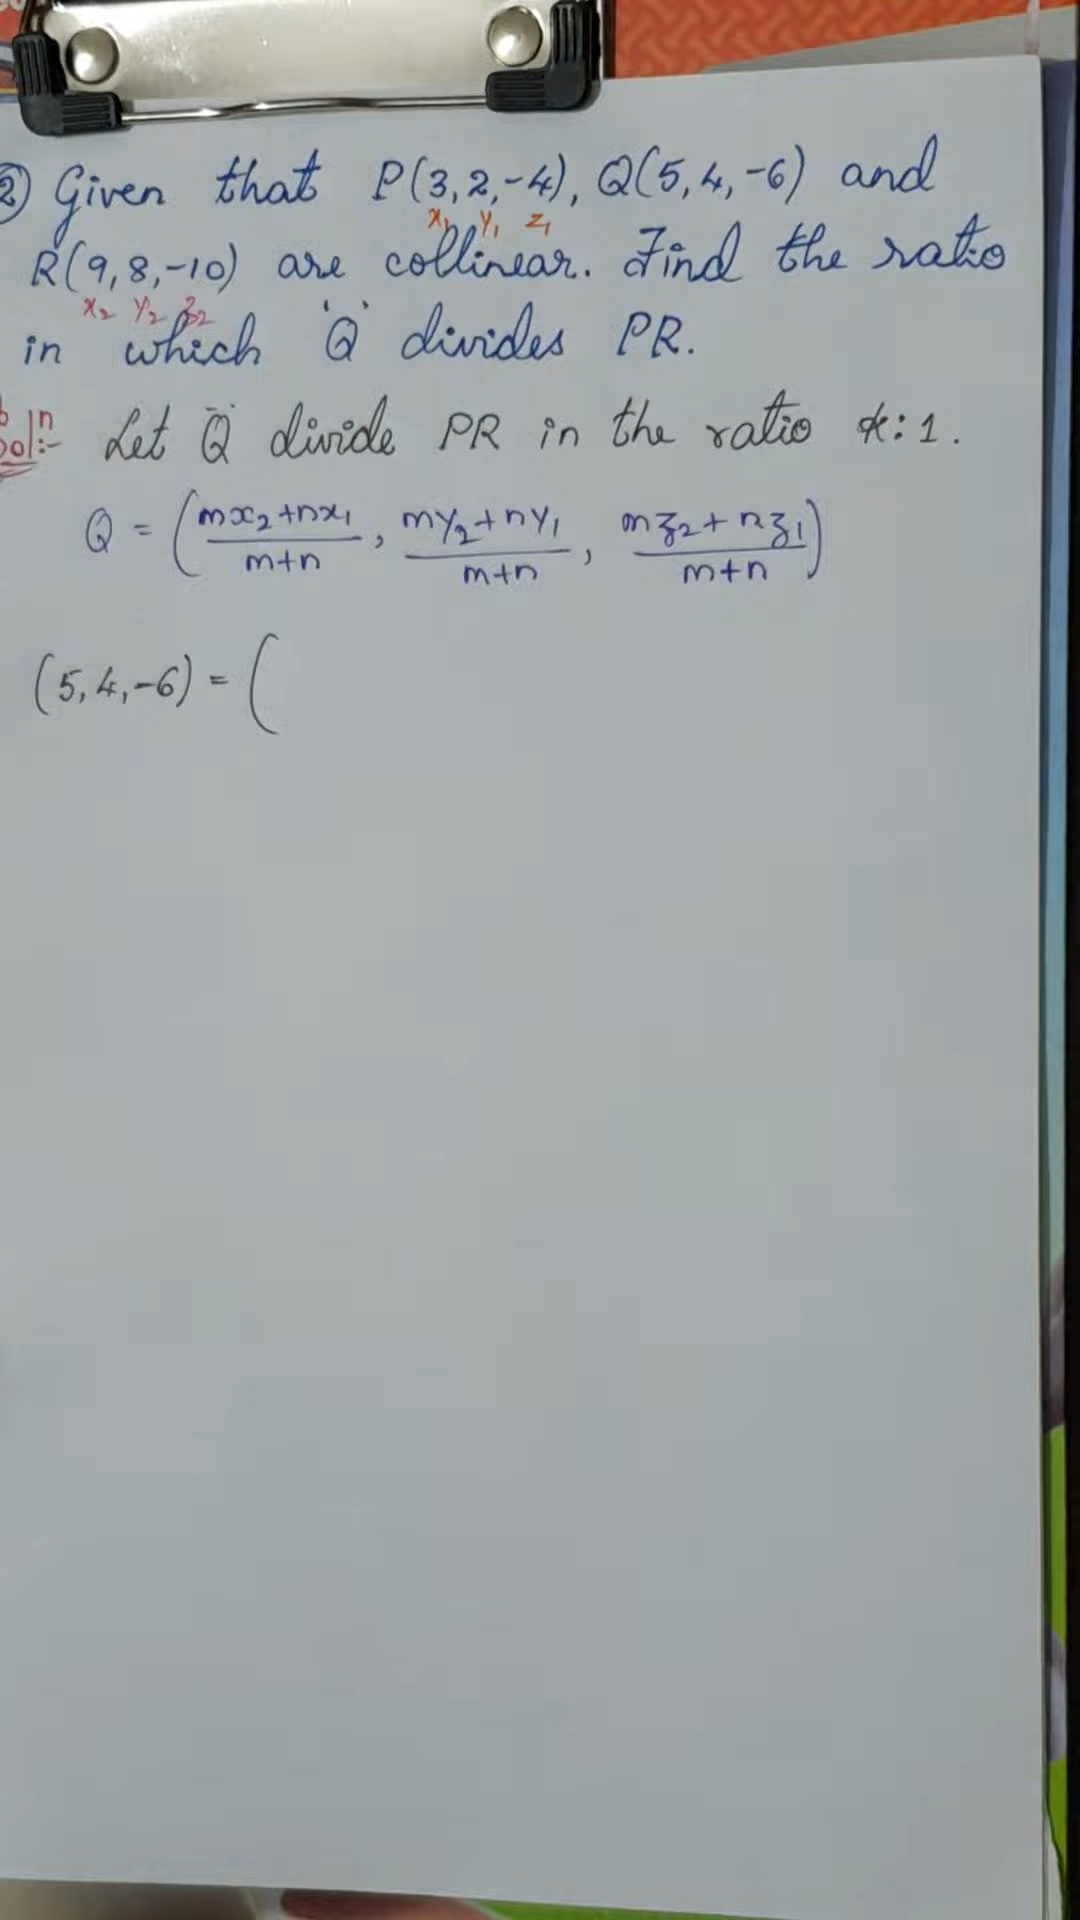 ② Given that P(3,2,-4), Q(5,4,-6) and
x₁ y₁ z₁
R(9,8,-10) are collinear. Find the ratio
x₂ y₂ z₂
in which 'Q' divides PR.
Solⁿ:- Let Q divide PR in the ratio k:1.
Q = (mx₂+nx₁/m+n, my₂+ny₁/m+n, mz₂+nz₁/m+n)
(5,4,-6) = (